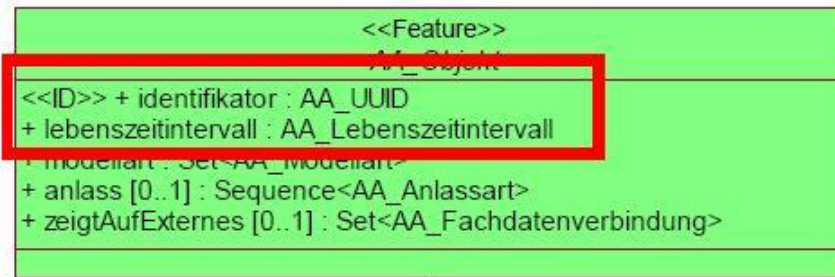 <<Feature>>
AA_Objekt
<<ID>> + identifikator : AA_UUID
+ lebenszeitintervall : AA_Lebenszeitintervall
+ modellart : Set<AA_Modellart>
+ anlass [0..1] : Sequence<AA_Anlassart>
+ zeigtAufExternes [0..1] : Set<AA_Fachdatenverbindung>